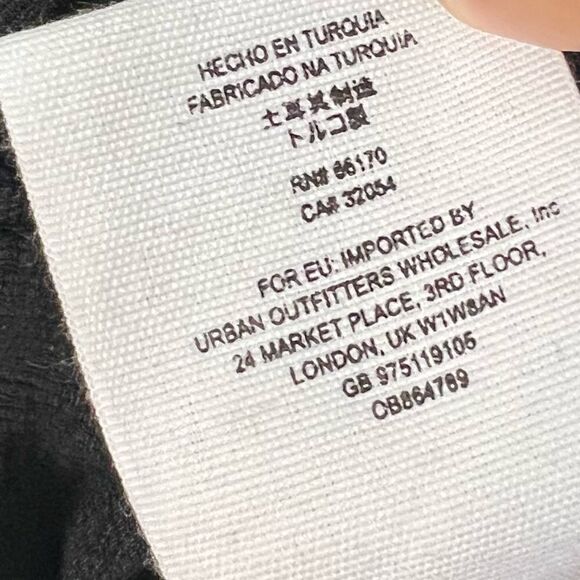 HECHO EN TURQUIA
FABRICADO NA TURQUIA
土耳其制造
トルコ製
RN# 66170
CA# 32054
FOR EU: IMPORTED BY
URBAN OUTFITTERS WHOLESALE, Inc
24 MARKET PLACE, 3RD FLOOR,
LONDON, UK W1W8AN
GB 975119105
OB864769